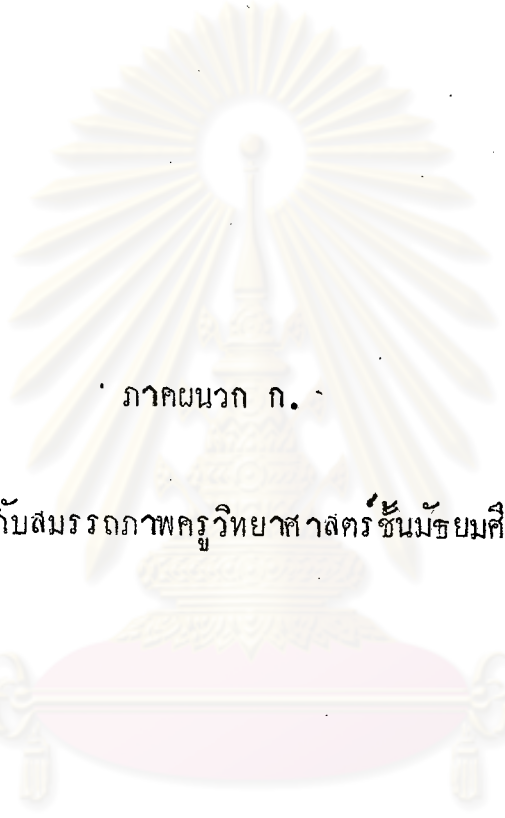 ภาคผนวก ก.
กับสมรรถภาพครูวิทยาศาสตร์ชั้นมัธยมศึ